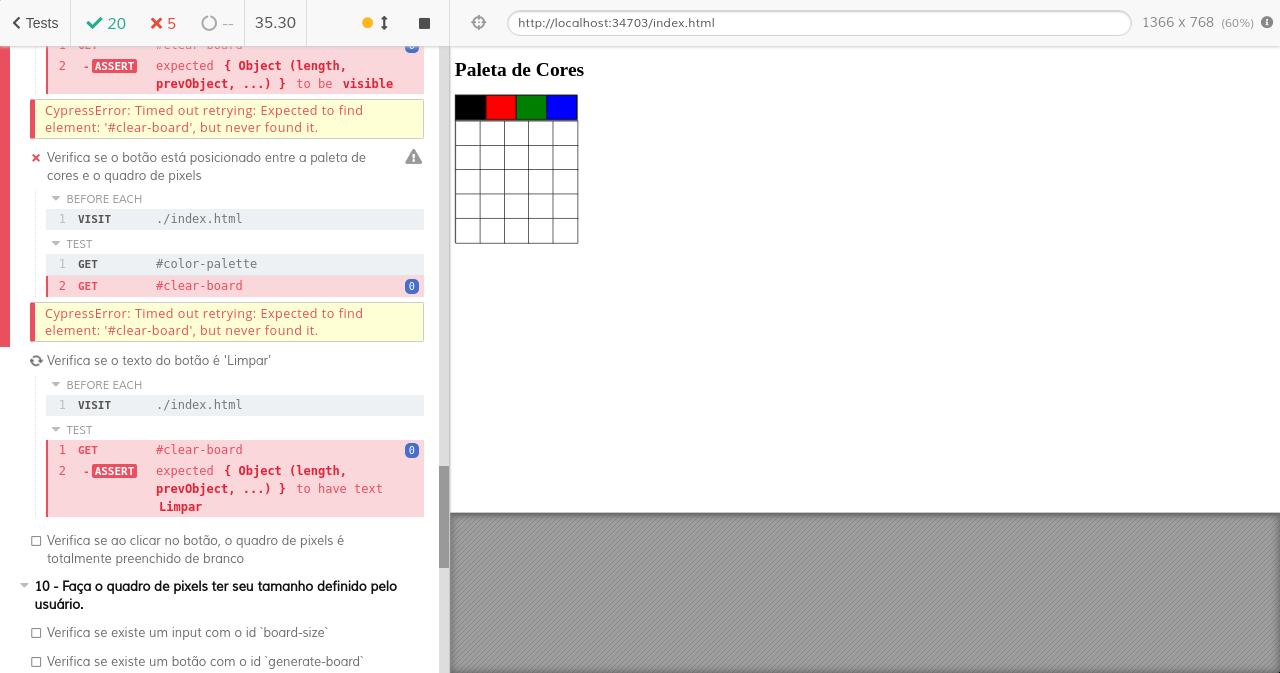 Tests 20 5 -- 35.30 http://localhost:34703/index.html 1366 x 768 (60%)
1 GET #clear-board 0
2 -ASSERT expected { Object (length,
prevObject, ...) } to be visible
CypressError: Timed out retrying: Expected to find
element: '#clear-board', but never found it.
Verifica se o botão está posicionado entre a paleta de
cores e o quadro de pixels
BEFORE EACH
1 VISIT ./index.html
TEST
1 GET #color-palette
2 GET #clear-board 0
CypressError: Timed out retrying: Expected to find
element: '#clear-board', but never found it.
Verifica se o texto do botão é 'Limpar'
BEFORE EACH
1 VISIT ./index.html
TEST
1 GET #clear-board 0
2 -ASSERT expected { Object (length,
prevObject, ...) } to have text
Limpar
Verifica se ao clicar no botão, o quadro de pixels é
totalmente preenchido de branco
10 - Faça o quadro de pixels ter seu tamanho definido pelo
usuário.
Verifica se existe um input com o id `board-size`
Verifica se existe um botão com o id `generate-board`
Paleta de Cores